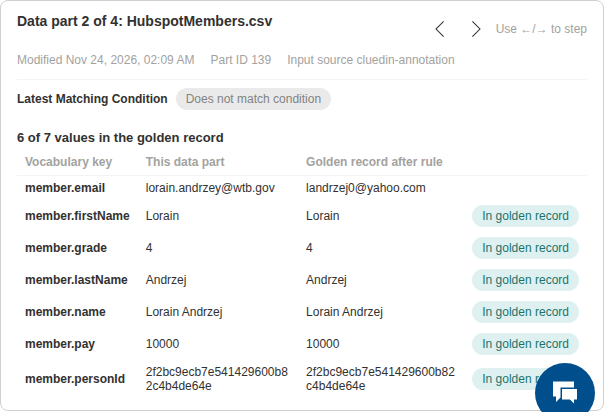 Data part 2 of 4: HubspotMembers.csv
Use ←/→ to step
Modified Nov 24, 2026, 02:09 AM Part ID 139 Input source cluedin-annotation
Latest Matching Condition Does not match condition
6 of 7 values in the golden record
Vocabulary key This data part Golden record after rule
member.email lorain.andrzey@wtb.gov landrzej0@yahoo.com
member.firstName Lorain Lorain In golden record
member.grade 4 4 In golden record
member.lastName Andrzej Andrzej In golden record
member.name Lorain Andrzej Lorain Andrzej In golden record
member.pay 10000 10000 In golden record
member.personId 2f2bc9ecb7e541429600b8 2f2bc9ecb7e541429600b82 In golden
2c4b4de64e c4b4de64e